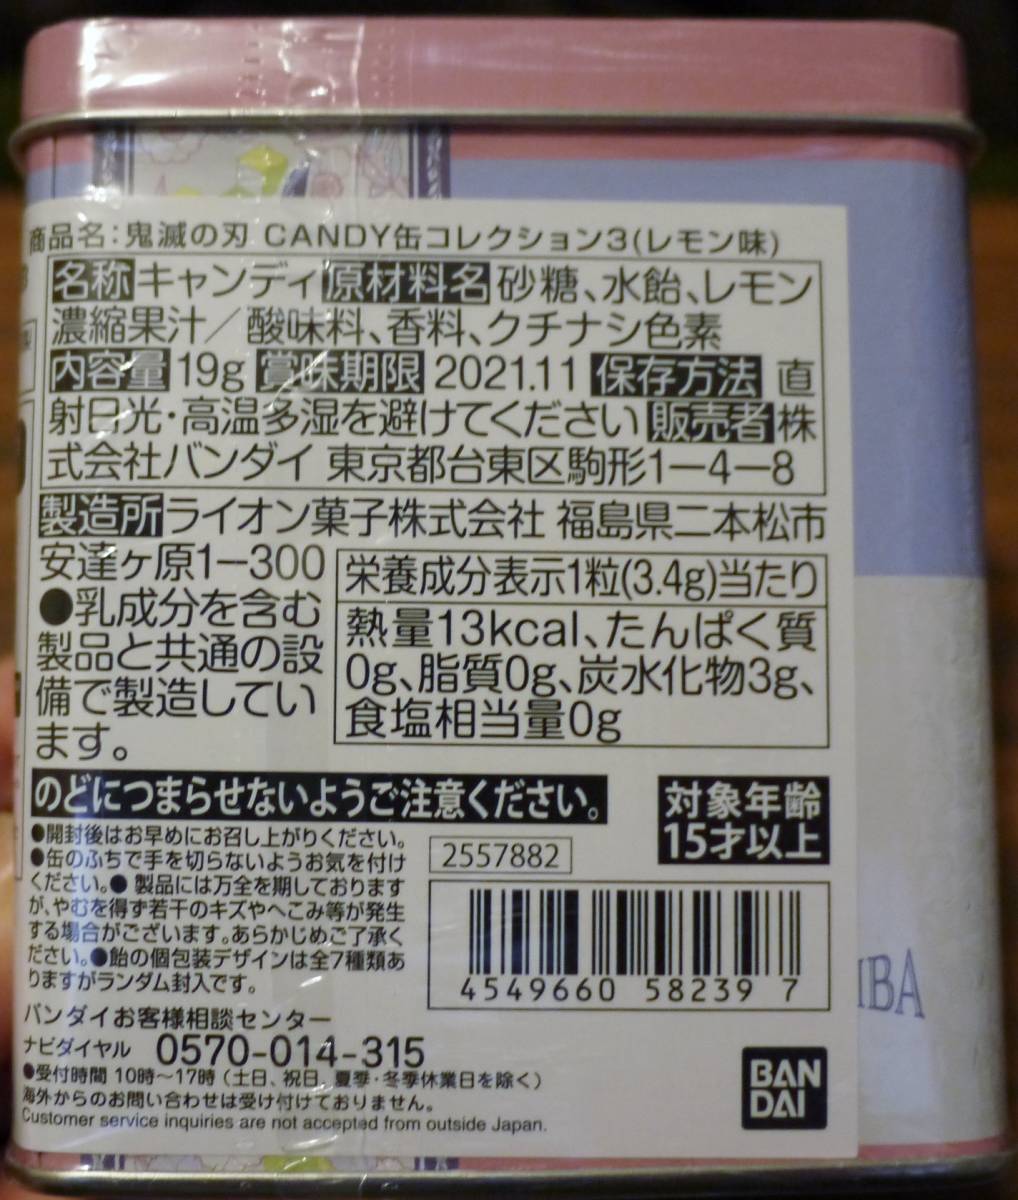 商品名：鬼滅の刃 CANDY缶コレクション3(レモン味)
名称 キャンディ 原材料名 砂糖、水飴、レモン
濃縮果汁／酸味料、香料、クチナシ色素
内容量 19g 賞味期限 2021.11 保存方法 直
射日光・高温多湿を避けてください 販売者 株
式会社バンダイ 東京都台東区駒形1－4－8
製造所 ライオン菓子株式会社 福島県二本松市
安達ヶ原1－300
●乳成分を含む
製品と共通の設
備で製造してい
ます。
栄養成分表示1粒(3.4g)当たり
熱量13kcal、たんぱく質
0g、脂質0g、炭水化物3g、
食塩相当量0g
のどにつまらせないようご注意ください。
対象年齢
15才以上
●開封後はお早めにお召し上がりください。
●缶のふちで手を切らないようお気を付け
ください。● 製品には万全を期しております
が、やむを得ず若干のキズやへこみ等が発生
する場合がございます。あらかじめご了承く
ださい。●飴の個包装デザインは全7種類あ
りますがランダム封入です。
2557882
4549660 58239 7
バンダイお客様相談センター
ナビダイヤル 0570-014-315
●受付時間 10時～17時 (土日、祝日、夏季・冬季休業日を除く)
海外からのお問い合わせは受け付けておりません。
Customer service inquiries are not accepted from outside Japan.
BAN
DAI
IBA